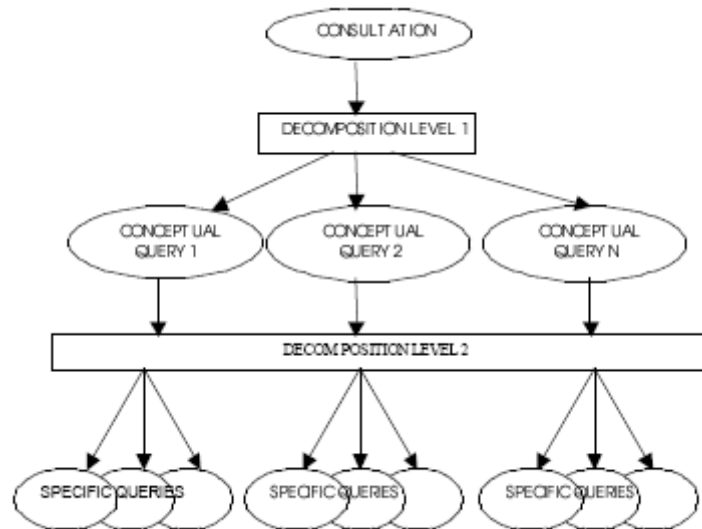 CONSULTATION
DECOMPOSITION LEVEL 1
CONCEPTUAL
QUERY 1
CONCEPTUAL
QUERY 2
CONCEPTUAL
QUERY N
DECOMPOSITION LEVEL 2
SPECIFIC QUERIES
SPECIFIC QUERIES
SPECIFIC QUERIES